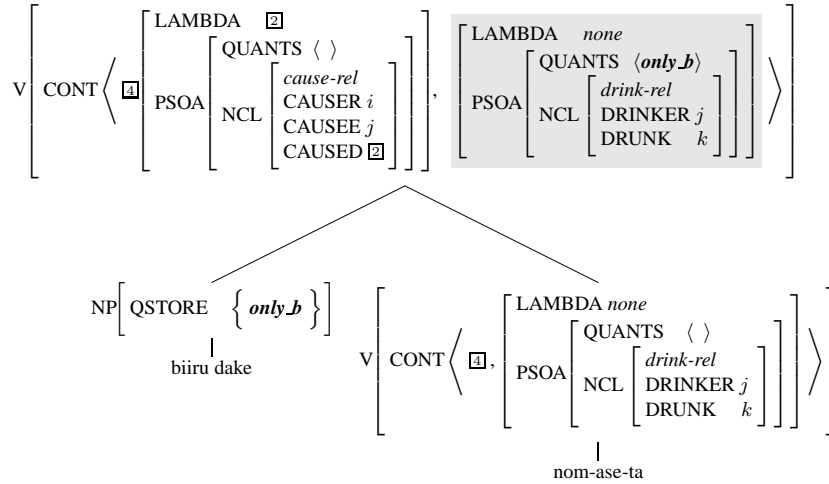 LAMBDA 2
QUANTS ⟨ ⟩
cause-rel
V CONT 4 PSOA NCL CAUSER i
CAUSEE j
CAUSED 2
,
LAMBDA none
QUANTS ⟨only_b⟩
PSOA NCL drink-rel
DRINKER j
DRUNK k
NP[QSTORE {only_b}]
biiru dake
LAMBDA none
QUANTS ⟨ ⟩
V CONT 4 , PSOA NCL drink-rel
DRINKER j
DRUNK k
nom-ase-ta